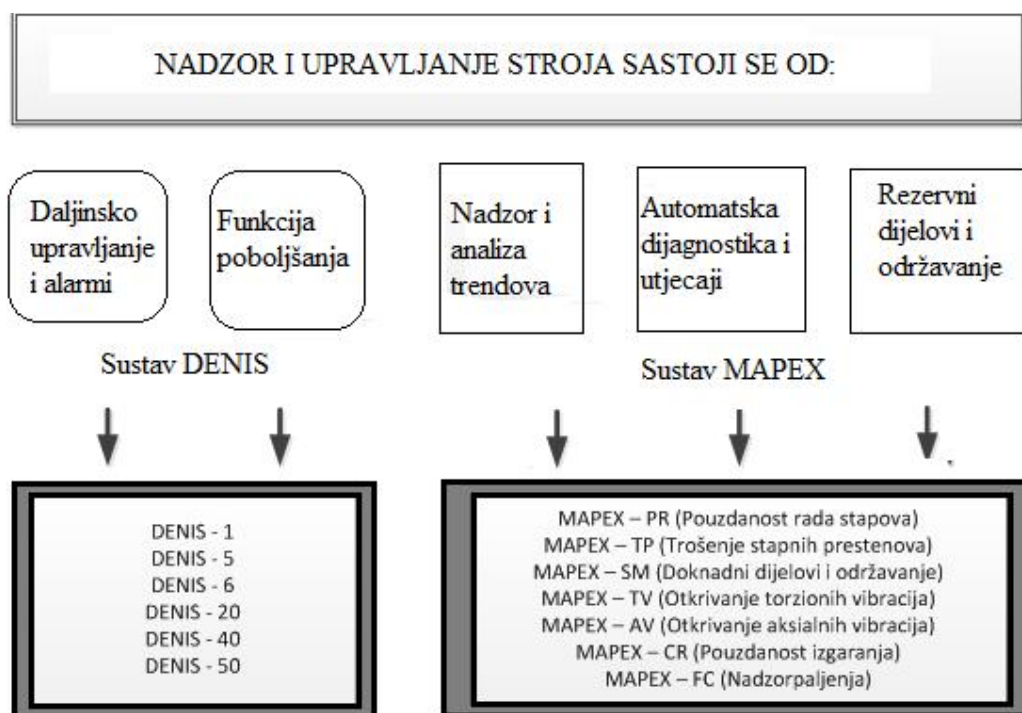 NADZOR I UPRAVLJANJE STROJA SASTOJI SE OD:
Daljinsko
upravljanje
i alarmi
Funkcija
poboljšanja
Nadzor i
analiza
trendova
Automatska
dijagnostika i
utjecaji
Rezervni
dijelovi i
održavanje
Sustav DENIS
Sustav MAPEX
DENIS - 1
DENIS - 5
DENIS - 6
DENIS - 20
DENIS - 40
DENIS - 50
MAPEX – PR (Pouzdanost rada stapova)
MAPEX – TP (Trošenje stapnih prestenova)
MAPEX – SM (Doknadni dijelovi i održavanje)
MAPEX – TV (Otkrivanje torzionih vibracija)
MAPEX – AV (Otkrivanje aksialnih vibracija)
MAPEX – CR (Pouzdanost izgaranja)
MAPEX – FC (Nadzorpaljenja)